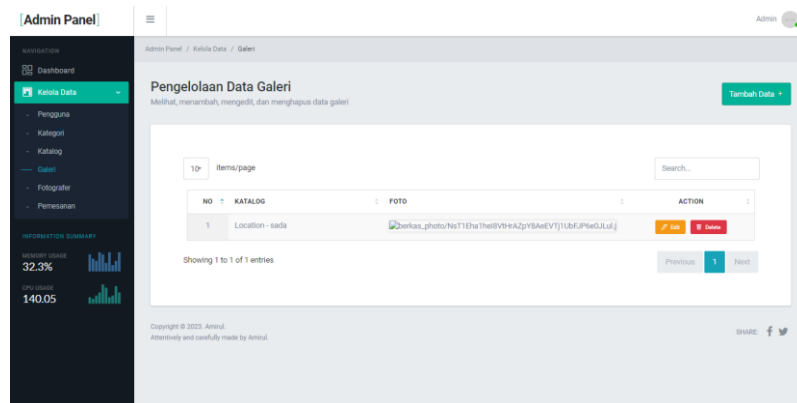 [Admin Panel]
Admin
NAVIGATION
Dashboard
Kelola Data
- Pengguna
- Kategori
- Katalog
Galeri
- Fotografer
- Pemesanan
INFORMATION SUMMARY
MEMORY USAGE
32.3%
CPU USAGE
140.05
Admin Panel / Kelola Data / Galeri
Pengelolaan Data Galeri
Melihat, menambah, mengedit, dan menghapus data galeri
Tambah Data +
10 items/page
Search...
NO KATALOG FOTO ACTION
1 Location - sada Edit Delete
Showing 1 to 1 of 1 entries
Previous 1 Next
Copyright © 2023. Amirul.
Attentively and carefully made by Amirul.
SHARE: